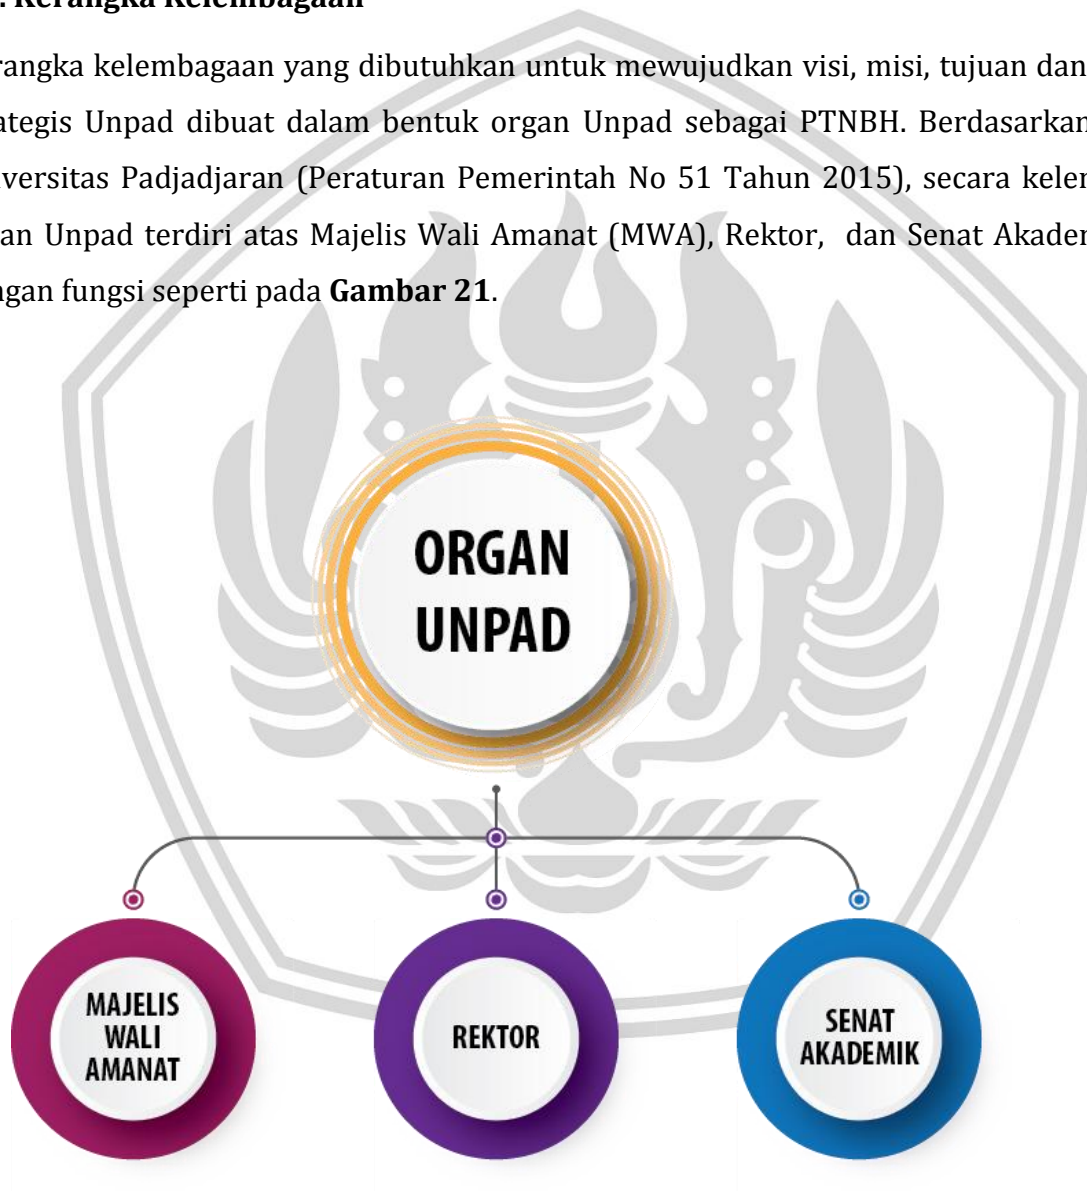 . Kerangka Kelembagaan
rangka kelembagaan yang dibutuhkan untuk mewujudkan visi, misi, tujuan dan
ategis Unpad dibuat dalam bentuk organ Unpad sebagai PTNBH. Berdasarkan
iversitas Padjadjaran (Peraturan Pemerintah No 51 Tahun 2015), secara kelem
an Unpad terdiri atas Majelis Wali Amanat (MWA), Rektor, dan Senat Akadem
ngan fungsi seperti pada Gambar 21.
ORGAN
UNPAD
MAJELIS
WALI
AMANAT
REKTOR
SENAT
AKADEMIK